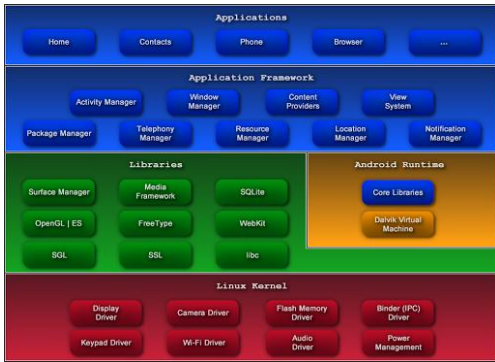 Applications
Home
Contacts
Phone
Browser
...
Application Framework
Activity Manager
Window
Manager
Content
Providers
View
System
Package Manager
Telephony
Manager
Resource
Manager
Location
Manager
Notification
Manager
Libraries
Surface Manager
Media
Framework
SQLite
OpenGL | ES
FreeType
WebKit
SGL
SSL
libc
Android Runtime
Core Libraries
Dalvik Virtual
Machine
Linux Kernel
Display
Driver
Camera Driver
Flash Memory
Driver
Binder (IPC)
Driver
Keypad Driver
Wi-Fi Driver
Audio
Driver
Power
Management